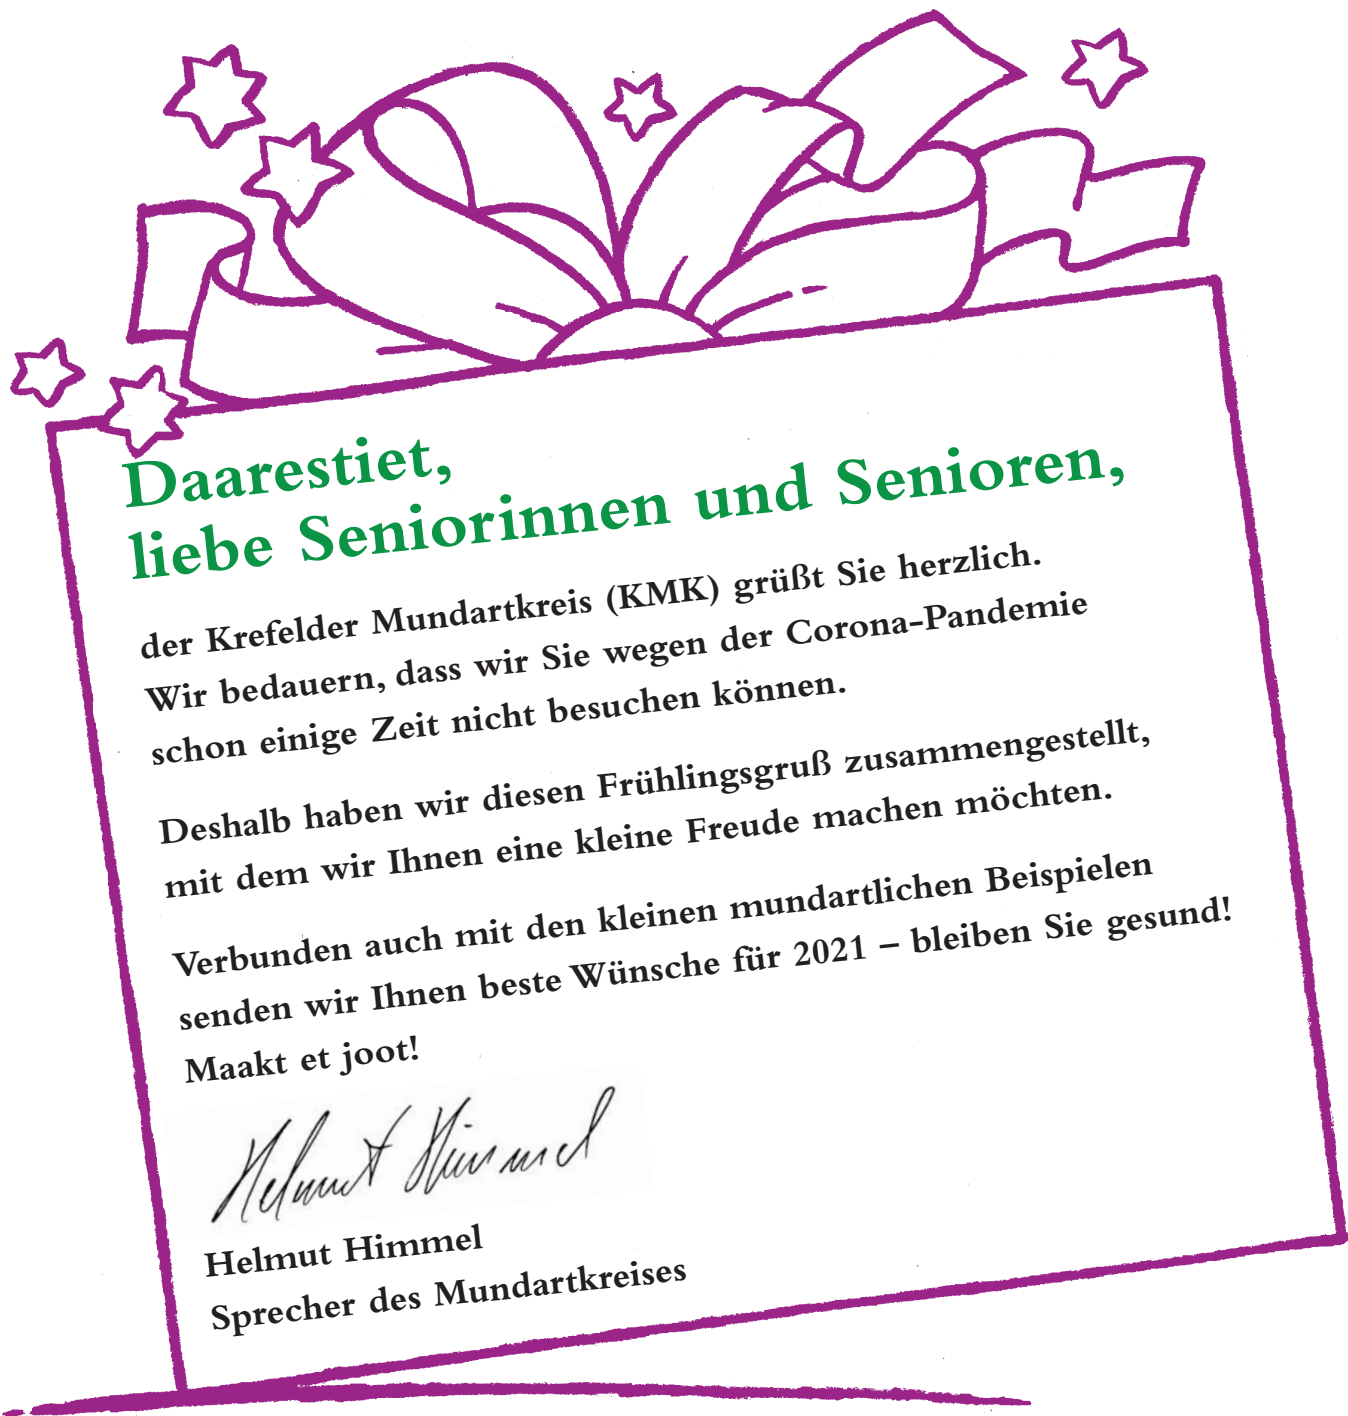 Daarestiet,
liebe Seniorinnen und Senioren,
der Krefelder Mundartkreis (KMK) grüßt Sie herzlich.
Wir bedauern, dass wir Sie wegen der Corona-Pandemie
schon einige Zeit nicht besuchen können.
Deshalb haben wir diesen Frühlingsgruß zusammengestellt,
mit dem wir Ihnen eine kleine Freude machen möchten.
Verbunden auch mit den kleinen mundartlichen Beispielen
senden wir Ihnen beste Wünsche für 2021 – bleiben Sie gesund!
Maakt et joot!
Helmut Himmel
Helmut Himmel
Sprecher des Mundartkreises